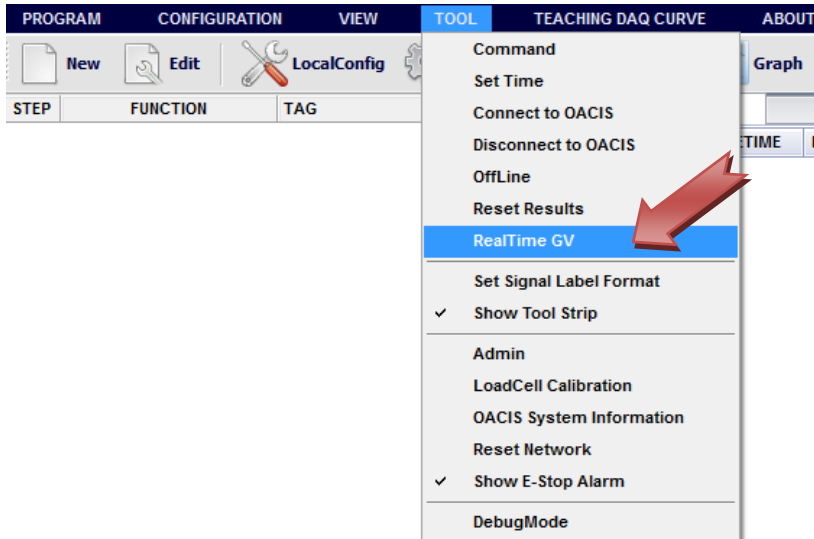 PROGRAM CONFIGURATION VIEW TOOL TEACHING DAQ CURVE ABOUT
New Edit LocalConfig Graph
STEP FUNCTION TAG
Command
Set Time
Connect to OACIS
Disconnect to OACIS
OffLine
Reset Results
RealTime GV
Set Signal Label Format
Show Tool Strip
Admin
LoadCell Calibration
OACIS System Information
Reset Network
Show E-Stop Alarm
DebugMode